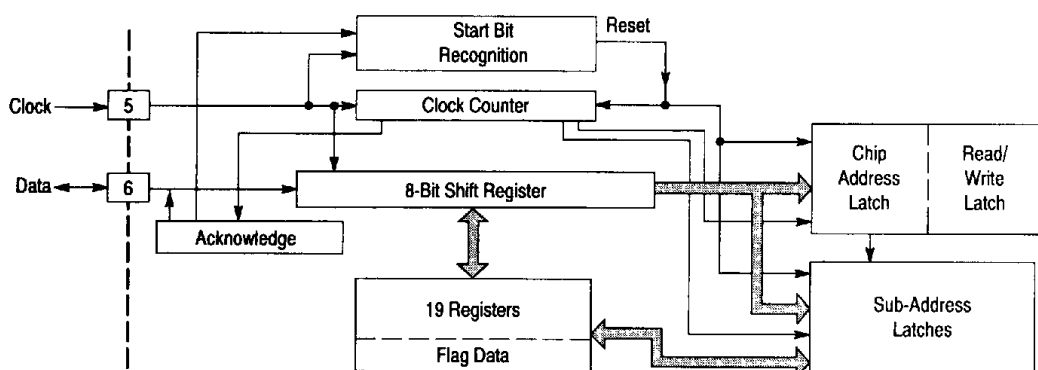 Start Bit
Recognition
Reset
Clock
5
Clock Counter
Chip
Address
Latch
Read/
Write
Latch
Data
6
8-Bit Shift Register
Acknowledge
19 Registers
Flag Data
Sub-Address
Latches